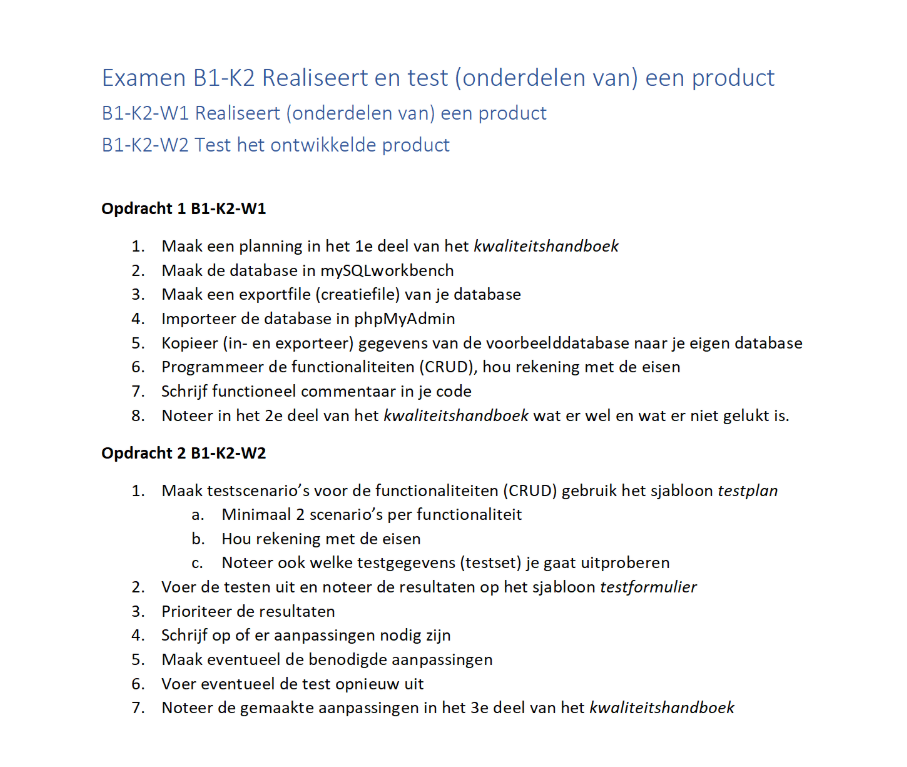 Examen B1-K2 Realiseert en test (onderdelen van) een product
B1-K2-W1 Realiseert (onderdelen van) een product
B1-K2-W2 Test het ontwikkelde product
Opdracht 1 B1-K2-W1
1. Maak een planning in het 1e deel van het kwaliteitshandboek
2. Maak de database in mySQLworkbench
3. Maak een exportfile (creatiefile) van je database
4. Importeer de database in phpMyAdmin
5. Kopieer (in- en exporteer) gegevens van de voorbeelddatabase naar je eigen database
6. Programmeer de functionaliteiten (CRUD), hou rekening met de eisen
7. Schrijf functioneel commentaar in je code
8. Noteer in het 2e deel van het kwaliteitshandboek wat er wel en wat er niet gelukt is.
Opdracht 2 B1-K2-W2
1. Maak testscenario’s voor de functionaliteiten (CRUD) gebruik het sjabloon testplan
a. Minimaal 2 scenario’s per functionaliteit
b. Hou rekening met de eisen
c. Noteer ook welke testgegevens (testset) je gaat uitproberen
2. Voer de testen uit en noteer de resultaten op het sjabloon testformulier
3. Prioriteer de resultaten
4. Schrijf op of er aanpassingen nodig zijn
5. Maak eventueel de benodigde aanpassingen
6. Voer eventueel de test opnieuw uit
7. Noteer de gemaakte aanpassingen in het 3e deel van het kwaliteitshandboek